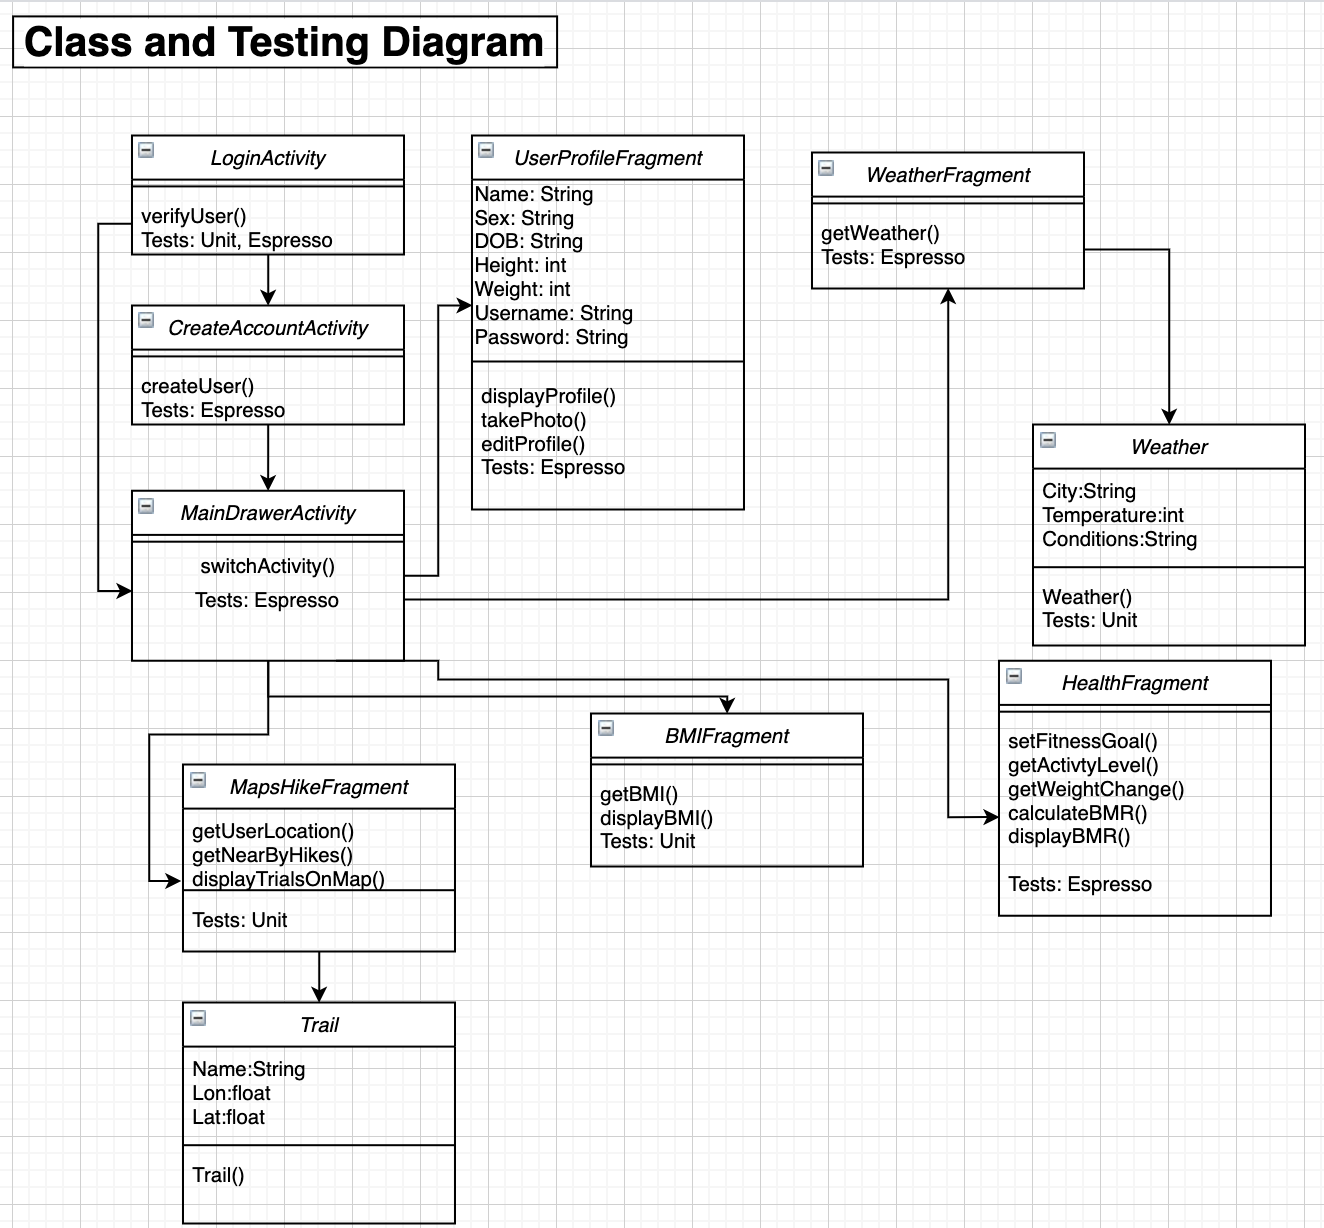 Class and Testing Diagram
LoginActivity
verifyUser()
Tests: Unit, Espresso
CreateAccountActivity
createUser()
Tests: Espresso
MainDrawerActivity
switchActivity()
Tests: Espresso
UserProfileFragment
Name: String
Sex: String
DOB: String
Height: int
Weight: int
Username: String
Password: String
displayProfile()
takePhoto()
editProfile()
Tests: Espresso
WeatherFragment
getWeather()
Tests: Espresso
Weather
City:String
Temperature:int
Conditions:String
Weather()
Tests: Unit
HealthFragment
setFitnessGoal()
getActivtyLevel()
getWeightChange()
calculateBMR()
displayBMR()
Tests: Espresso
BMIFragment
getBMI()
displayBMI()
Tests: Unit
MapsHikeFragment
getUserLocation()
getNearByHikes()
displayTrialsOnMap()
Tests: Unit
Trail
Name:String
Lon:float
Lat:float
Trail()